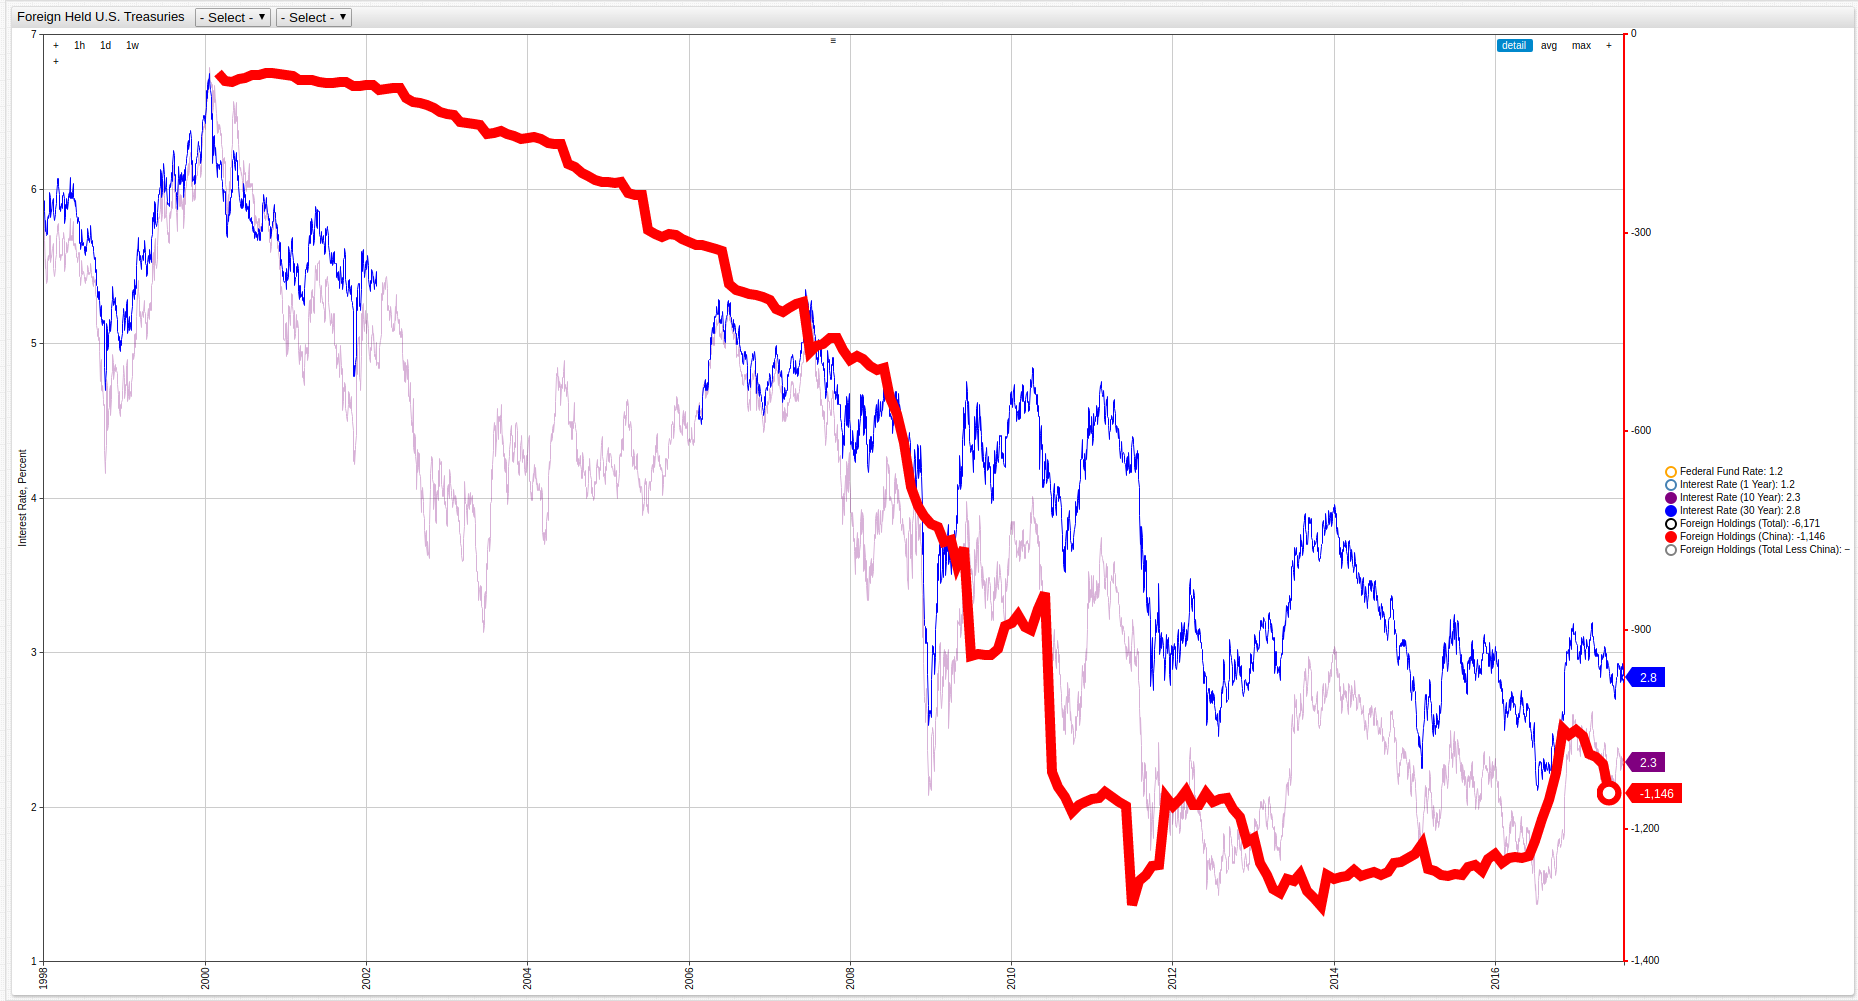 Foreign Held U.S. Treasuries - Select - ▼ - Select - ▼
+ 1h 1d 1w
+
≡
detail avg max +
7
6
5
4
3
2
1
Interest Rate, Percent
0
-300
-600
-900
-1,200
-1,400
Federal Fund Rate: 1.2
Interest Rate (1 Year): 1.2
Interest Rate (10 Year): 2.3
Interest Rate (30 Year): 2.8
Foreign Holdings (Total): -6,171
Foreign Holdings (China): -1,146
Foreign Holdings (Total Less China): –
2.8
2.3
-1,146
1998 2000 2002 2004 2006 2008 2010 2012 2014 2016